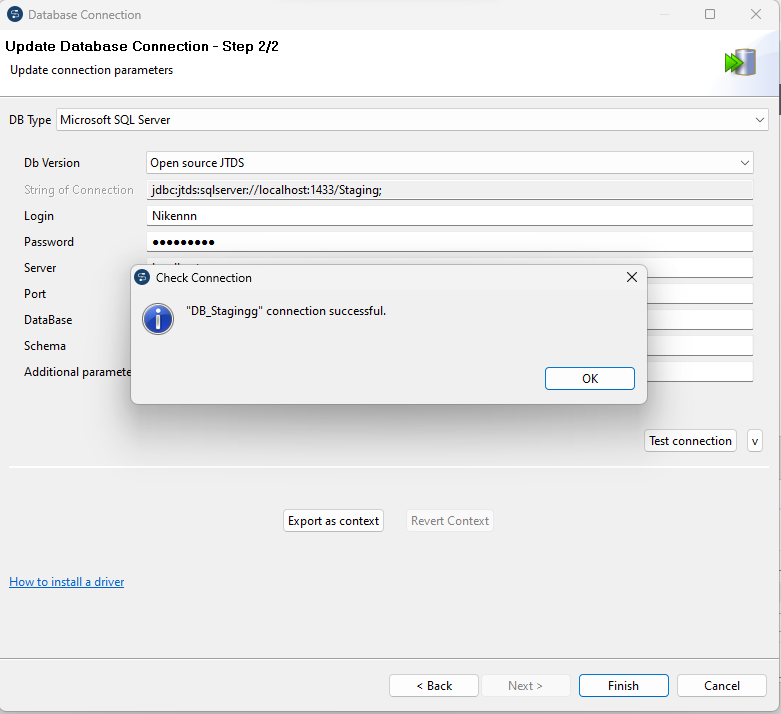 Database Connection
Update Database Connection - Step 2/2
Update connection parameters
DB Type Microsoft SQL Server
Db Version Open source JTDS
String of Connection jdbc:jtds:sqlserver://localhost:1433/Staging;
Login Nikennn
Password ●●●●●●●●●
Server
Check Connection
Port
"DB_Stagingg" connection successful.
DataBase
Schema
Additional paramete
OK
Test connection v
Export as context Revert Context
How to install a driver
< Back Next > Finish Cancel